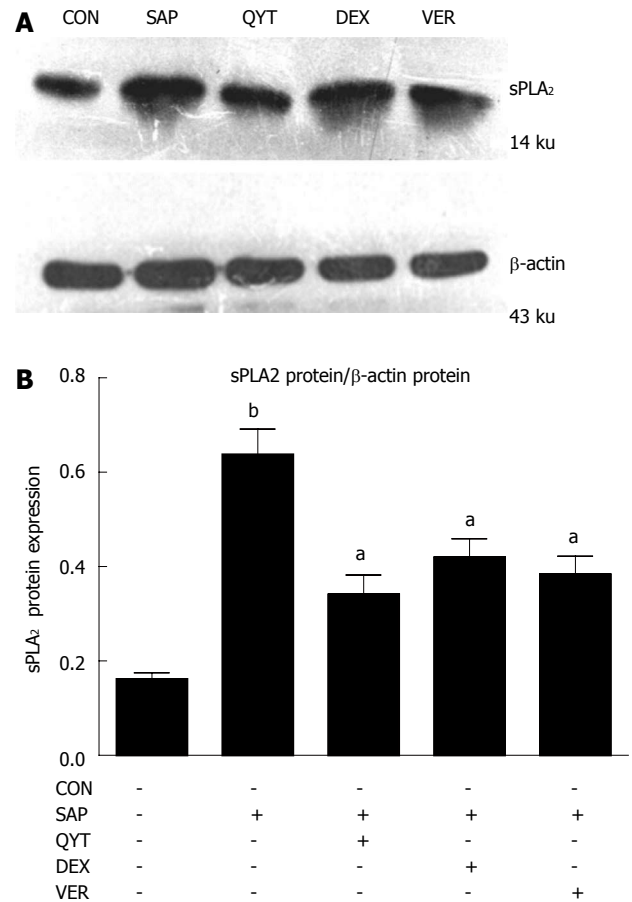 A
CON SAP QYT DEX VER
sPLA₂
14 ku
β-actin
43 ku
B
sPLA2 protein/β-actin protein
sPLA₂ protein expression
0.8
0.6
0.4
0.2
0.0
b
a
a
a
CON - - - - -
SAP - + + + +
QYT - - + - -
DEX - - - + -
VER - - - - +